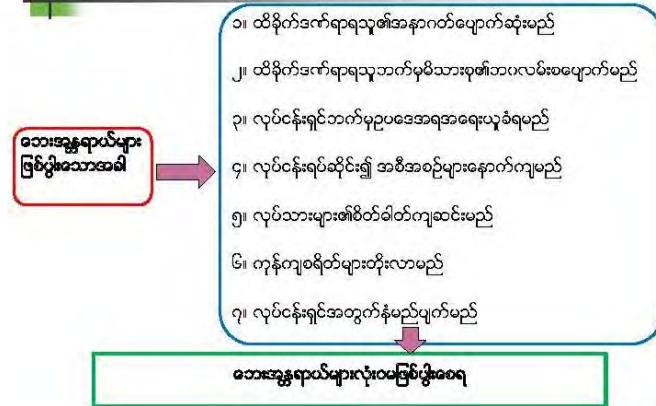 ဘေးအန္တရာယ်များ
ဖြစ်ပွါးသောအခါ
၁။ ထိခိုက်ဒဏ်ရာရသူ၏အနာဂတ်ပျောက်ဆုံးမည်
၂။ ထိခိုက်ဒဏ်ရာရသူဘက်မှမိသားစု၏ဘဝလမ်းစပျောက်မည်
၃။ လုပ်ငန်းရှင်ဘက်မှဥပဒေအရအရေးယူခံရမည်
၄။ လုပ်ငန်းရပ်ဆိုင်း၍ အစီအစဉ်များနောက်ကျမည်
၅။ လုပ်သားများ၏စိတ်ဓါတ်ကျဆင်းမည်
၆။ ကုန်ကျစရိတ်များတိုးလာမည်
၇။ လုပ်ငန်းရှင်အတွက်နံမည်ပျက်မည်
ဘေးအန္တရာယ်များလုံးဝမဖြစ်ပွါးစေရ